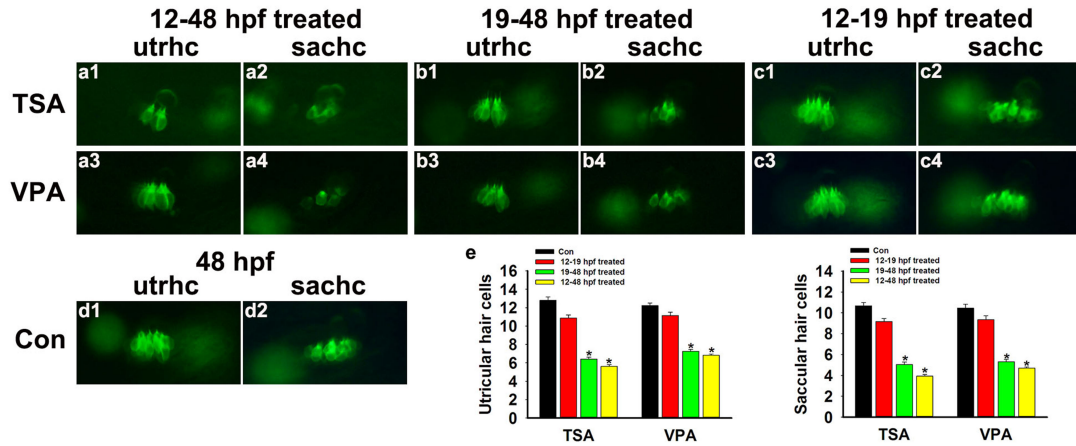 12-48 hpf treated 19-48 hpf treated 12-19 hpf treated
utrhc sachc utrhc sachc utrhc sachc
TSA a1 a2 b1 b2 c1 c2
VPA a3 a4 b3 b4 c3 c4
48 hpf
utrhc sachc
Con d1 d2
e
Con
12-19 hpf treated
19-48 hpf treated
12-48 hpf treated
Utricular hair cells
16
14
12
10
8
6
4
2
0
* * * *
TSA VPA
Con
12-19 hpf treated
19-48 hpf treated
12-48 hpf treated
Saccular hair cells
14
12
10
8
6
4
2
0
* * * *
TSA VPA